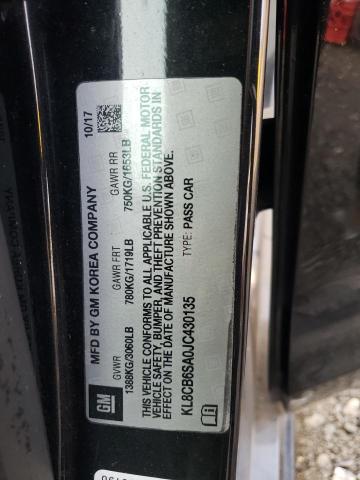 MFD BY GM KOREA COMPANY 10/17
GVWR GAWR FRT GAWR RR
1388KG/3060LB 780KG/1719LB 750KG/1653LB
THIS VEHICLE CONFORMS TO ALL APPLICABLE U.S. FEDERAL MOTOR
VEHICLE SAFETY, BUMPER, AND THEFT PREVENTION STANDARDS IN
EFFECT ON THE DATE OF MANUFACTURE SHOWN ABOVE.
KL8CB6SA0JC430135 TYPE: PASS CAR
GM